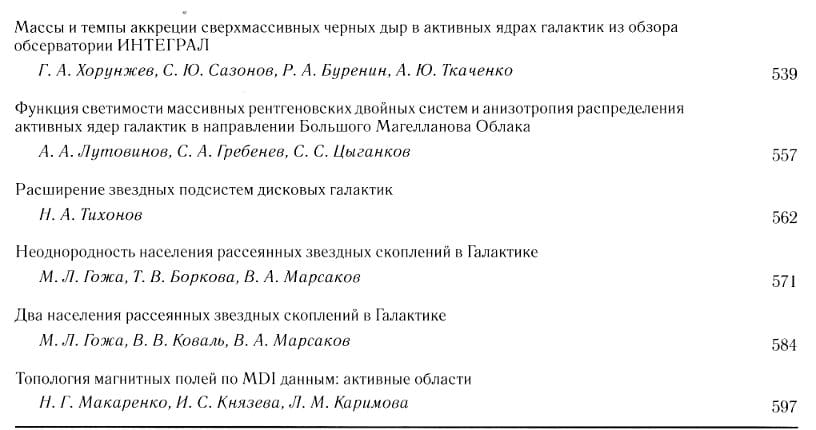 Массы и темпы аккреции сверхмассивных черных дыр в активных ядрах галактик из обзора
обсерватории ИНТЕГРАЛ
Г. А. Хорунжев, С. Ю. Сазонов, Р. А. Буренин, А. Ю. Ткаченко 539
Функция светимости массивных рентгеновских двойных систем и анизотропия распределения
активных ядер галактик в направлении Большого Магелланова Облака
А. А. Лутовинов, С. А. Гребенев, С. С. Цыганков 557
Расширение звездных подсистем дисковых галактик
Н. А. Тихонов 562
Неоднородность населения рассеянных звездных скоплений в Галактике
М. Л. Гожа, Т. В. Боркова, В. А. Марсаков 571
Два населения рассеянных звездных скоплений в Галактике
М. Л. Гожа, В. В. Коваль, В. А. Марсаков 584
Топология магнитных полей по MDI данным: активные области
Н. Г. Макаренко, И. С. Князева, Л. М. Каримова 597